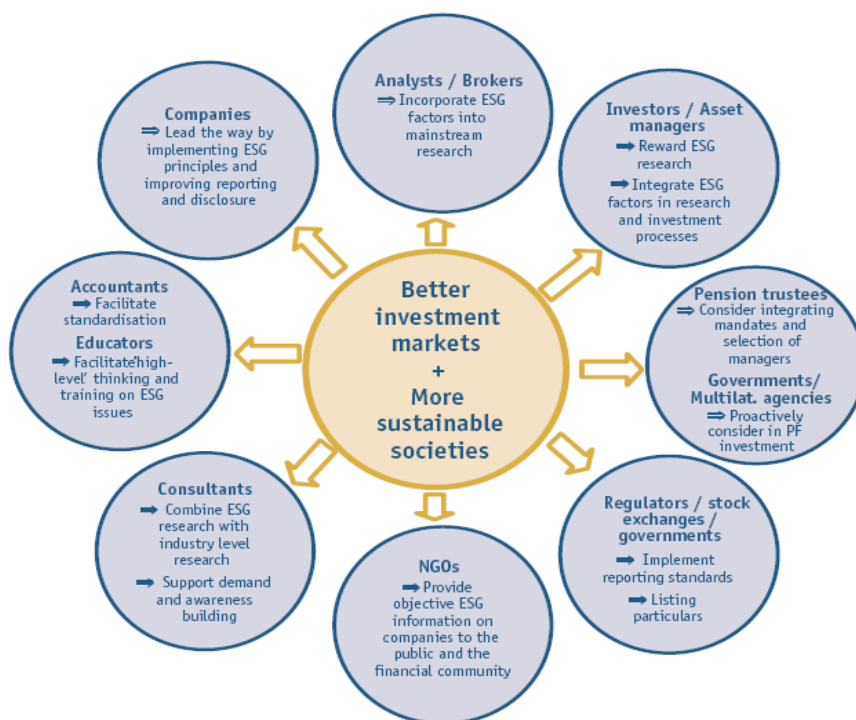 Analysts / Brokers
⇒ Incorporate ESG
factors into
mainstream
research
Investors / Asset
managers
➡ Reward ESG
research
➡ Integrate ESG
factors in research
and investment
processes
Pension trustees
⇒ Consider integrating
mandates and
selection of
managers
Governments/
Multilat. agencies
⇒ Proactively
consider in PF
investment
Regulators / stock
exchanges /
governments
➡ Implement
reporting standards
➡ Listing
particulars
NGOs
➡ Provide
objective ESG
information on
companies to the
public and the
financial community
Consultants
➡ Combine ESG
research with
industry level
research
➡ Support demand
and awareness
building
Accountants
➡ Facilitate
standardisation
Educators
➡ Facilitate'high-
level' thinking and
training on ESG
issues
Companies
⇒ Lead the way by
implementing ESG
principles and
improving reporting
and disclosure
Better
investment
markets
+
More
sustainable
societies